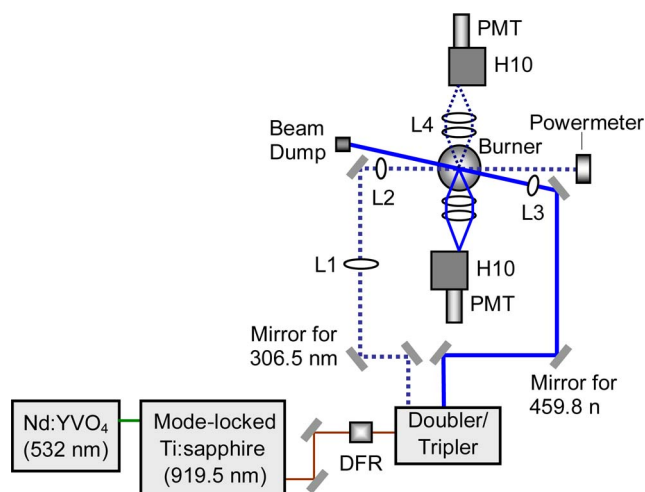 PMT
H10
L4
Burner
Powermeter
Beam
Dump
L2
L3
L1
H10
PMT
Mirror for
306.5 nm
Mirror for
459.8 n
Nd:YVO4
(532 nm)
Mode-locked
Ti:sapphire
(919.5 nm)
DFR
Doubler/
Tripler